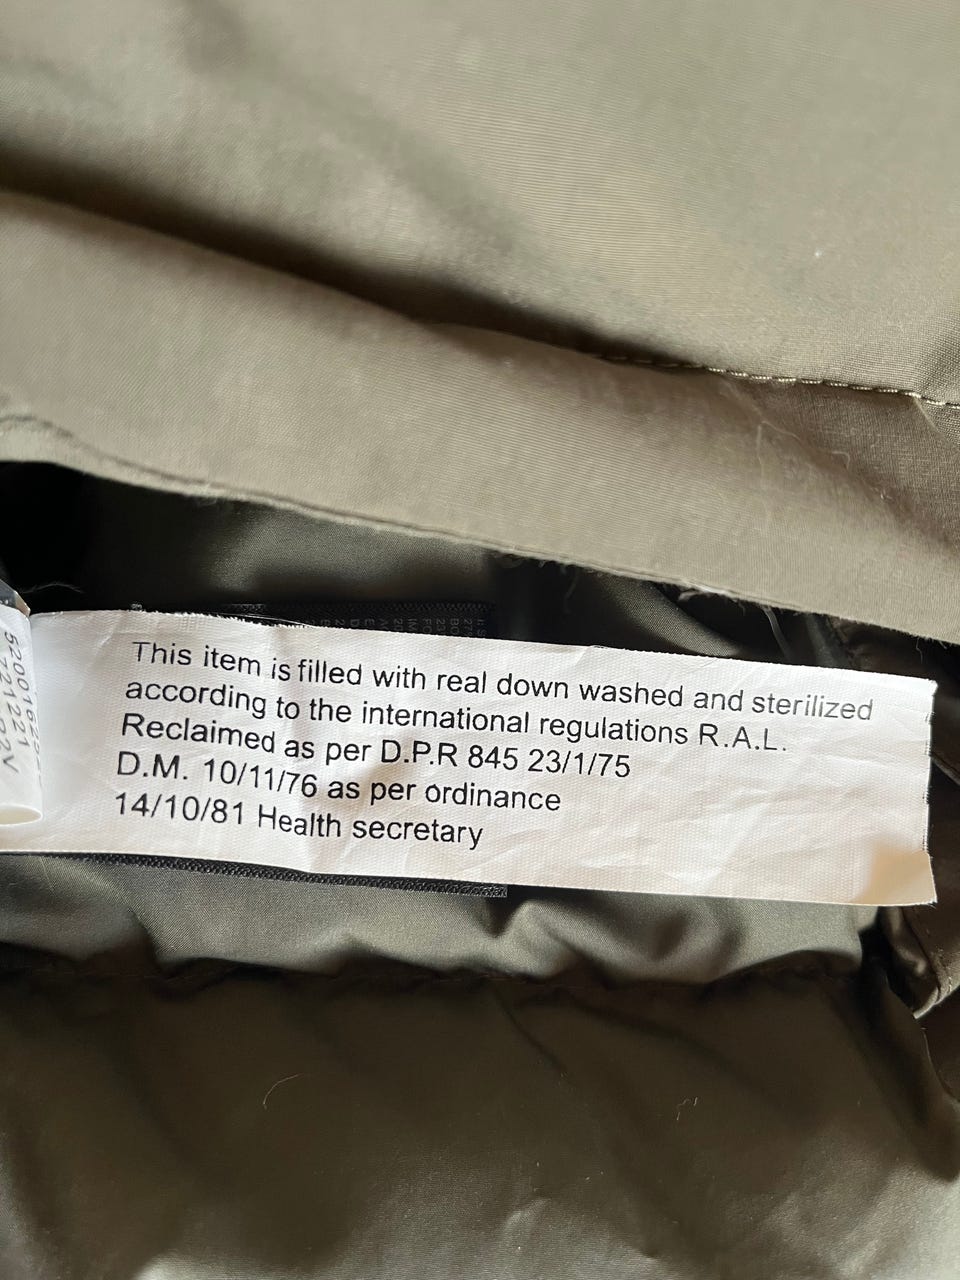 This item is filled with real down washed and sterilized
according to the international regulations R.A.L.
Reclaimed as per D.P.R 845 23/1/75
D.M. 10/11/76 as per ordinance
14/10/81 Health secretary